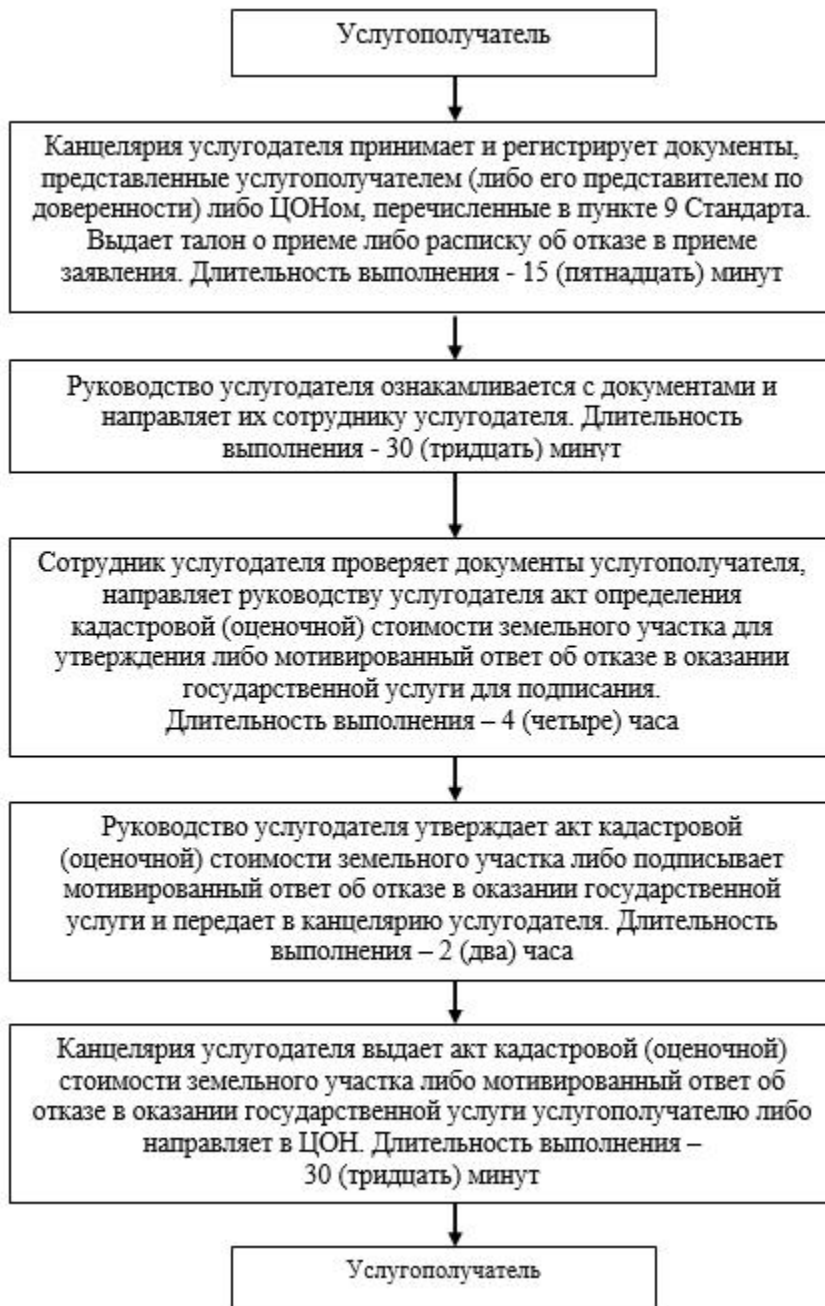 Услугополучатель
Канцелярия услугодателя принимает и регистрирует документы,
представленные услугополучателем (либо его представителем по
доверенности) либо ЦОНом, перечисленные в пункте 9 Стандарта.
Выдает талон о приеме либо расписку об отказе в приеме
заявления. Длительность выполнения - 15 (пятнадцать) минут
Руководство услугодателя ознакамливается с документами и
направляет их сотруднику услугодателя. Длительность
выполнения - 30 (тридцать) минут
Сотрудник услугодателя проверяет документы услугополучателя,
направляет руководству услугодателя акт определения
кадастровой (оценочной) стоимости земельного участка для
утверждения либо мотивированный ответ об отказе в оказании
государственной услуги для подписания.
Длительность выполнения – 4 (четыре) часа
Руководство услугодателя утверждает акт кадастровой
(оценочной) стоимости земельного участка либо подписывает
мотивированный ответ об отказе в оказании государственной
услуги и передает в канцелярию услугодателя. Длительность
выполнения – 2 (два) часа
Канцелярия услугодателя выдает акт кадастровой (оценочной)
стоимости земельного участка либо мотивированный ответ об
отказе в оказании государственной услуги услугополучателю либо
направляет в ЦОН. Длительность выполнения –
30 (тридцать) минут
Услугополучатель